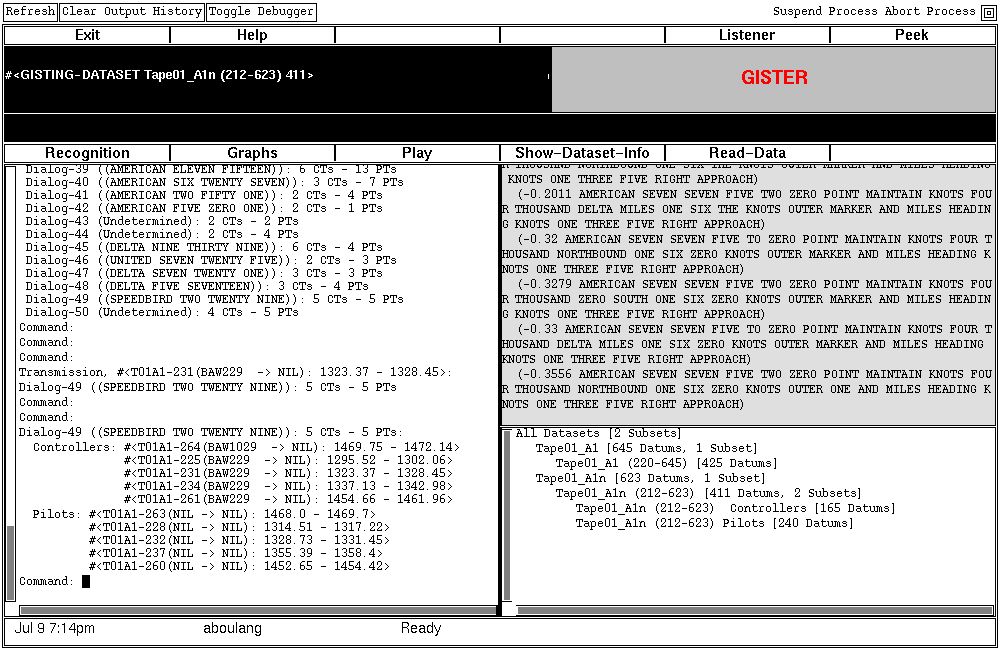 Refresh Clear Output History Toggle Debugger Suspend Process Abort Process
Exit Help Listener Peek
#<GISTING-DATASET Tape01_A1n (212-623) 411>
GISTER
Recognition Graphs Play Show-Dataset-Info Read-Data
Dialog-39 ((AMERICAN ELEVEN FIFTEEN)): 6 CTs - 13 PTs
Dialog-40 ((AMERICAN SIX TWENTY SEVEN)): 3 CTs - 7 PTs
Dialog-41 ((AMERICAN TWO FIFTY ONE)): 2 CTs - 4 PTs
Dialog-42 ((AMERICAN FIVE ZERO ONE)): 2 CTs - 1 PTs
Dialog-43 (Undetermined): 2 CTs - 2 PTs
Dialog-44 (Undetermined): 2 CTs - 4 PTs
Dialog-45 ((DELTA NINE THIRTY NINE)): 6 CTs - 4 PTs
Dialog-46 ((UNITED SEVEN TWENTY FIVE)): 2 CTs - 3 PTs
Dialog-47 ((DELTA SEVEN TWENTY ONE)): 3 CTs - 3 PTs
Dialog-48 ((DELTA FIVE SEVENTEEN)): 3 CTs - 4 PTs
Dialog-49 ((SPEEDBIRD TWO TWENTY NINE)): 5 CTs - 5 PTs
Dialog-50 (Undetermined): 4 CTs - 5 PTs
Command:
Command:
Command:
Transmission, #<T01A1-231(BAW229 -> NIL): 1323.37 - 1328.45>:
Dialog-49 ((SPEEDBIRD TWO TWENTY NINE)): 5 CTs - 5 PTs
Command:
Command:
Dialog-49 ((SPEEDBIRD TWO TWENTY NINE)): 5 CTs - 5 PTs:
Controllers: #<T01A1-264(BAW1029 -> NIL): 1469.75 - 1472.14>
#<T01A1-225(BAW229 -> NIL): 1295.52 - 1302.06>
#<T01A1-231(BAW229 -> NIL): 1323.37 - 1328.45>
#<T01A1-234(BAW229 -> NIL): 1337.13 - 1342.98>
#<T01A1-261(BAW229 -> NIL): 1454.66 - 1461.96>
Pilots: #<T01A1-263(NIL -> NIL): 1468.0 - 1469.7>
#<T01A1-228(NIL -> NIL): 1314.51 - 1317.22>
#<T01A1-232(NIL -> NIL): 1328.73 - 1331.45>
#<T01A1-237(NIL -> NIL): 1355.39 - 1358.4>
#<T01A1-260(NIL -> NIL): 1452.65 - 1454.42>
Command:
R THOUSAND NORTHBOUND ONE SIX THE KNOTS OUTER MARKER AND MILES HEADING
KNOTS ONE THREE FIVE RIGHT APPROACH)
(-0.2011 AMERICAN SEVEN SEVEN FIVE TWO ZERO POINT MAINTAIN KNOTS FOU
R THOUSAND DELTA MILES ONE SIX THE KNOTS OUTER MARKER AND MILES HEADIN
G KNOTS ONE THREE FIVE RIGHT APPROACH)
(-0.32 AMERICAN SEVEN SEVEN FIVE TO ZERO POINT MAINTAIN KNOTS FOUR T
HOUSAND NORTHBOUND ONE SIX ZERO KNOTS OUTER MARKER AND MILES HEADING K
NOTS ONE THREE FIVE RIGHT APPROACH)
(-0.3279 AMERICAN SEVEN SEVEN FIVE TWO ZERO POINT MAINTAIN KNOTS FOU
R THOUSAND ZERO SOUTH ONE SIX ZERO KNOTS OUTER MARKER AND MILES HEADIN
G KNOTS ONE THREE FIVE RIGHT APPROACH)
(-0.33 AMERICAN SEVEN SEVEN FIVE TO ZERO POINT MAINTAIN KNOTS FOUR T
HOUSAND DELTA MILES ONE SIX ZERO KNOTS OUTER MARKER AND MILES HEADING
KNOTS ONE THREE FIVE RIGHT APPROACH)
(-0.3556 AMERICAN SEVEN SEVEN FIVE TWO ZERO POINT MAINTAIN KNOTS FOU
R THOUSAND NORTHBOUND ONE SIX ZERO KNOTS OUTER ONE AND MILES HEADING K
NOTS ONE THREE FIVE RIGHT APPROACH)
All Datasets [2 Subsets]
Tape01_A1 [645 Datums, 1 Subset]
Tape01_A1 (220-645) [425 Datums]
Tape01_A1n [623 Datums, 1 Subset]
Tape01_A1n (212-623) [411 Datums, 2 Subsets]
Tape01_A1n (212-623) Controllers [165 Datums]
Tape01_A1n (212-623) Pilots [240 Datums]
Jul 9 7:14pm aboulang Ready